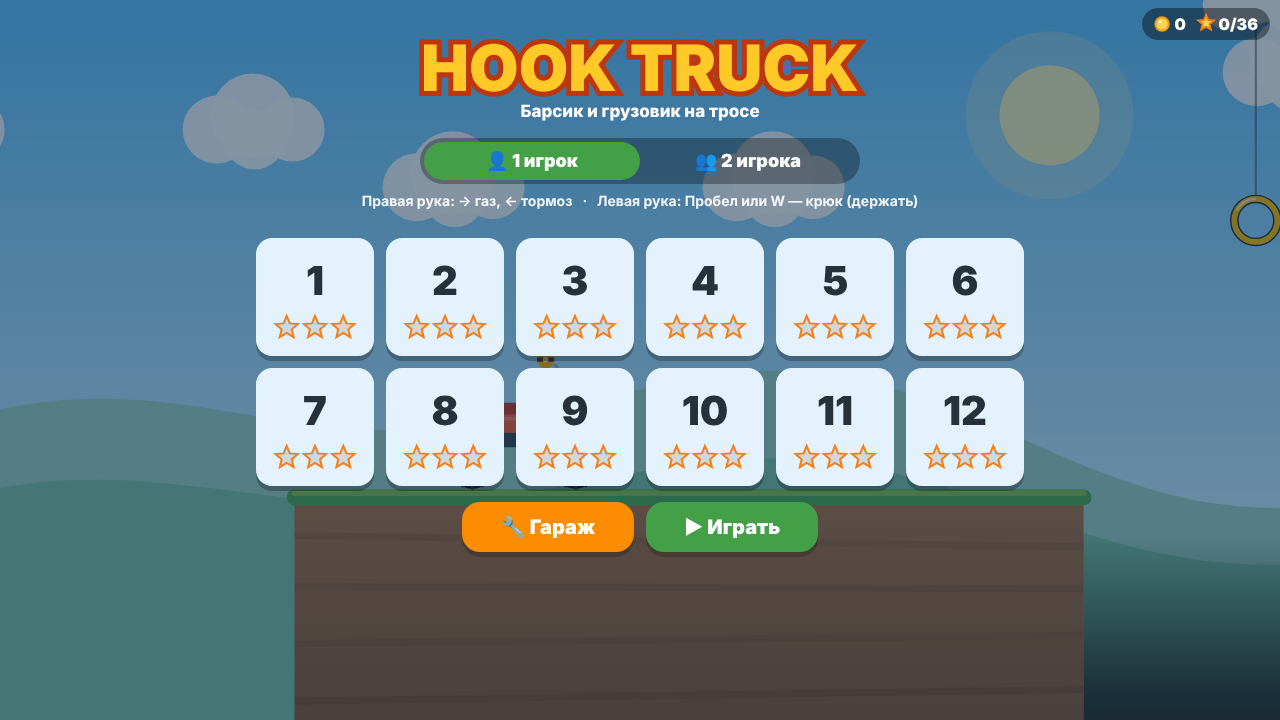 0 0/36
HOOK TRUCK
Барсик и грузовик на тросе
1 игрок 2 игрока
Правая рука: → газ, ← тормоз · Левая рука: Пробел или W — крюк (держать)
1 2 3 4 5 6
7 8 9 10 11 12
Гараж Играть